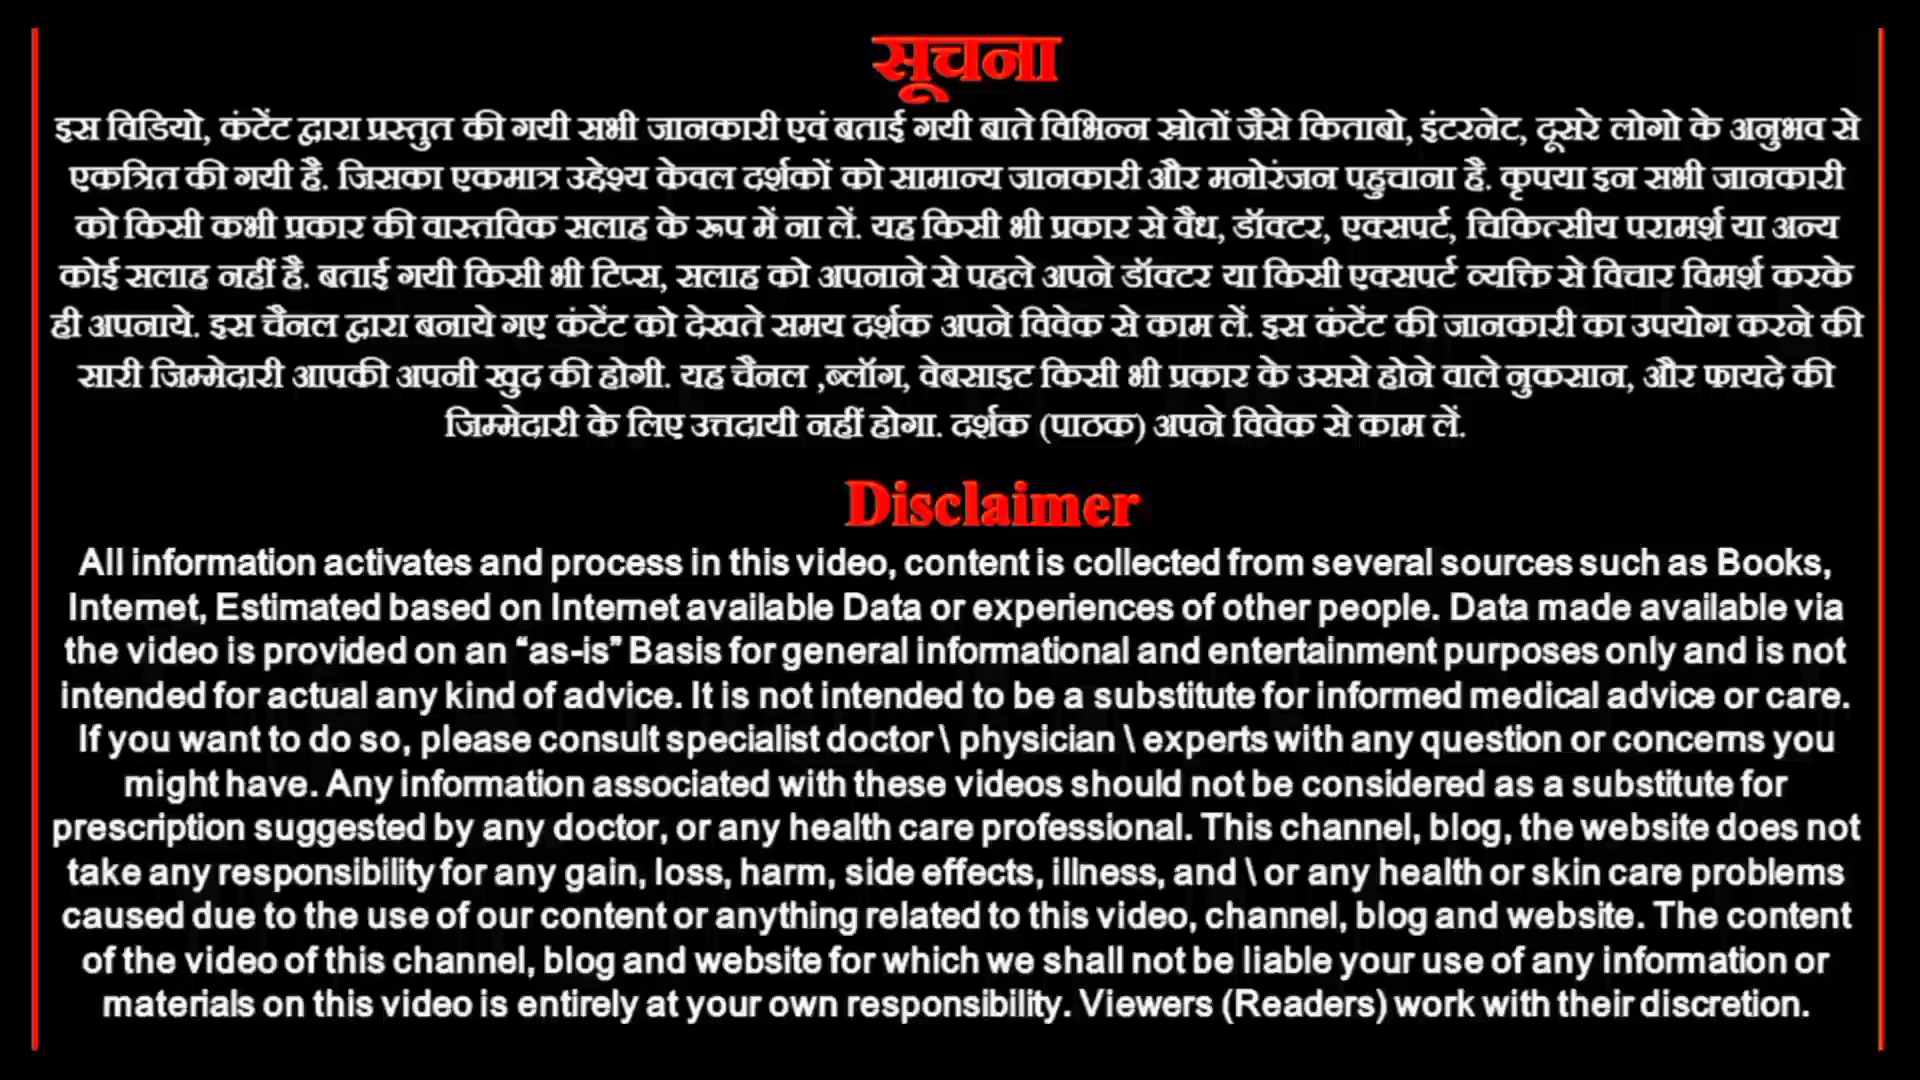 सूचना
इस विडियो, कंटेंट द्वारा प्रस्तुत की गयी सभी जानकारी एवं बताई गयी बाते विभिन्न स्रोतों जैसे किताबो, इंटरनेट, दूसरे लोगो के अनुभव से
एकत्रित की गयी है. जिसका एकमात्र उद्देश्य केवल दर्शकों को सामान्य जानकारी और मनोरंजन पहुचाना है. कृपया इन सभी जानकारी
को किसी कभी प्रकार की वास्तविक सलाह के रूप में ना लें. यह किसी भी प्रकार से वैध, डॉक्टर, एक्सपर्ट, चिकित्सीय परामर्श या अन्य
कोई सलाह नहीं है. बताई गयी किसी भी टिप्स, सलाह को अपनाने से पहले अपने डॉक्टर या किसी एक्सपर्ट व्यक्ति से विचार विमर्श करके
ही अपनाये. इस चैनल द्वारा बनाये गए कंटेंट को देखते समय दर्शक अपने विवेक से काम लें. इस कंटेंट की जानकारी का उपयोग करने की
सारी जिम्मेदारी आपकी अपनी खुद की होगी. यह चैनल ,ब्लॉग, वेबसाइट किसी भी प्रकार के उससे होने वाले नुकसान, और फायदे की
जिम्मेदारी के लिए उत्तदायी नहीं होगा. दर्शक (पाठक) अपने विवेक से काम लें.
Disclaimer
All information activates and process in this video, content is collected from several sources such as Books,
Internet, Estimated based on Internet available Data or experiences of other people. Data made available via
the video is provided on an “as-is” Basis for general informational and entertainment purposes only and is not
intended for actual any kind of advice. It is not intended to be a substitute for informed medical advice or care.
If you want to do so, please consult specialist doctor \ physician \ experts with any question or concerns you
might have. Any information associated with these videos should not be considered as a substitute for
prescription suggested by any doctor, or any health care professional. This channel, blog, the website does not
take any responsibility for any gain, loss, harm, side effects, illness, and \ or any health or skin care problems
caused due to the use of our content or anything related to this video, channel, blog and website. The content
of the video of this channel, blog and website for which we shall not be liable your use of any information or
materials on this video is entirely at your own responsibility. Viewers (Readers) work with their discretion.